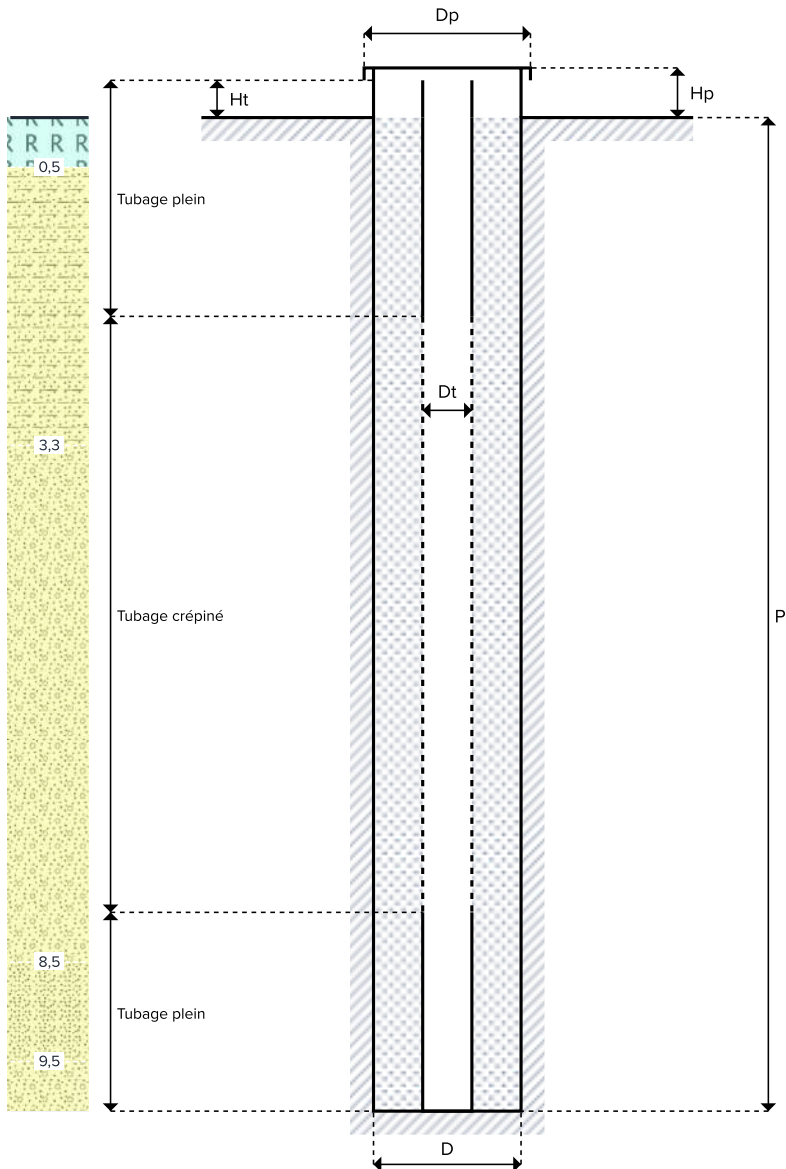 Dp
Ht
Hp
R R R R
R R R R
R R R R
0,5
Tubage plein
Dt
3,3
Tubage crépiné
P
8,5
Tubage plein
9,5
D